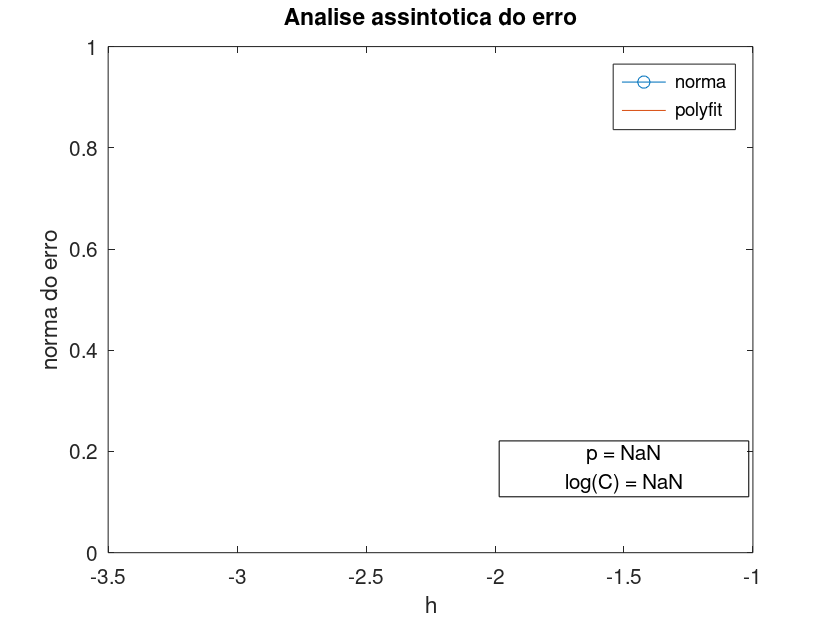 Analise assintotica do erro
norma
polyfit
norma do erro
1
0.8
0.6
0.4
0.2
0
p = NaN
log(C) = NaN
-3.5
-3
-2.5
-2
-1.5
-1
h